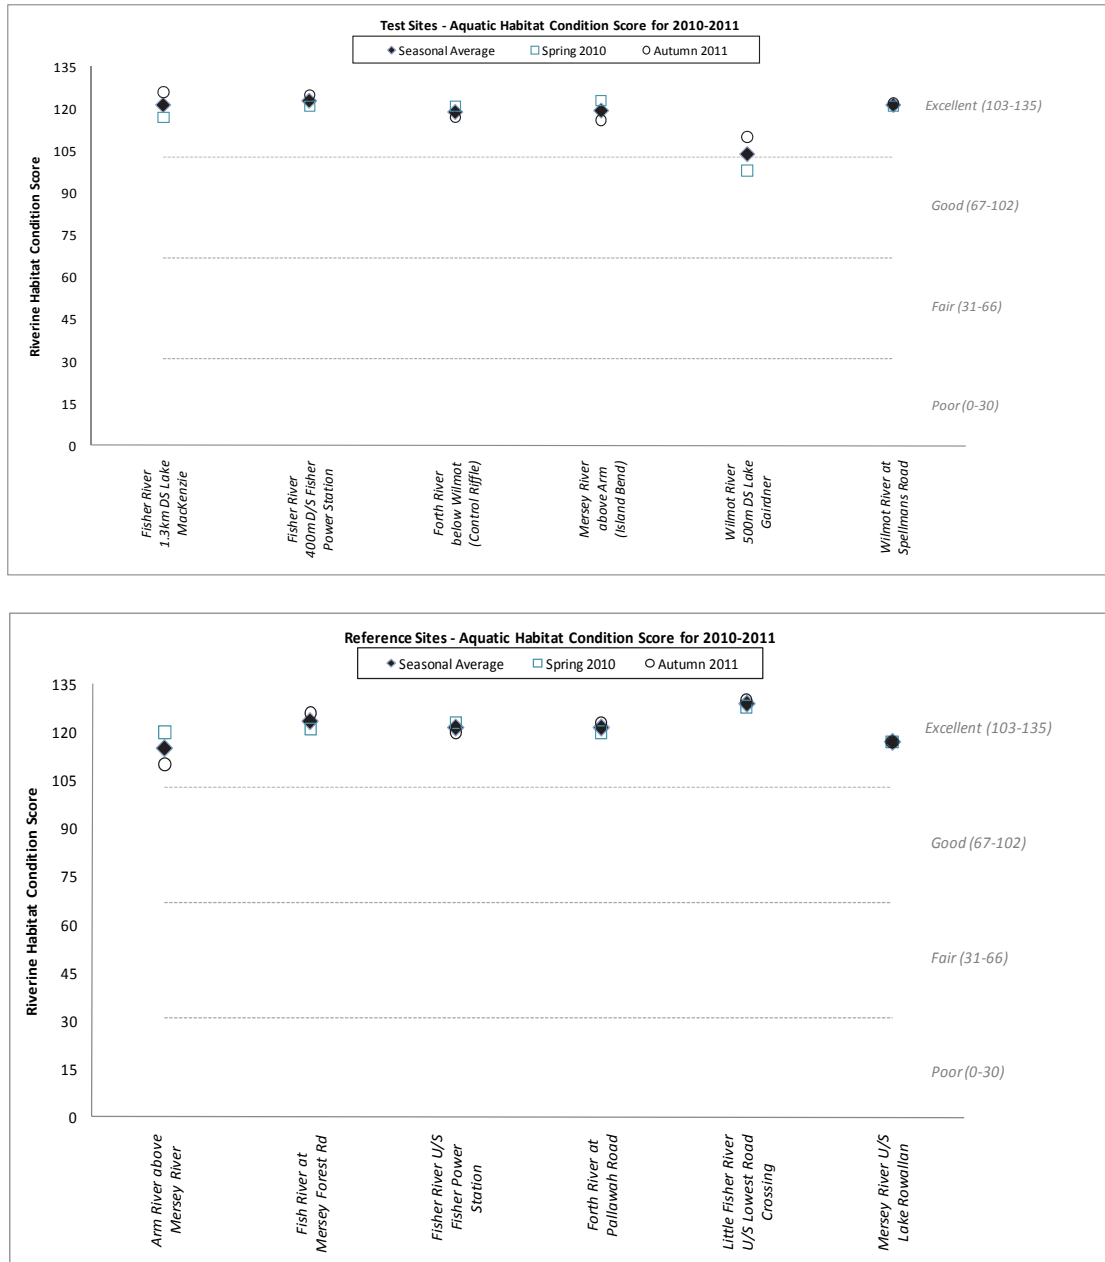 Test Sites - Aquatic Habitat Condition Score for 2010-2011
Seasonal Average Spring 2010 Autumn 2011
Riverine Habitat Condition Score
135
120
105
90
75
60
45
30
15
0
Excellent (103-135)
Good (67-102)
Fair (31-66)
Poor (0-30)
Fisher River
1.3km DS Lake
MacKenzie
Fisher River
400m D/S Fisher
Power Station
Forth River
below Wilmot
(Control Riffle)
Mersey River
above Arm
(Island Bend)
Wilmot River
500m DS Lake
Gairdner
Wilmot River at
Spellmans Road
Reference Sites - Aquatic Habitat Condition Score for 2010-2011
Seasonal Average Spring 2010 Autumn 2011
Riverine Habitat Condition Score
135
120
105
90
75
60
45
30
15
0
Excellent (103-135)
Good (67-102)
Fair (31-66)
Poor (0-30)
Arm River above
Mersey River
Fish River at
Mersey Forest Rd
Fisher River U/S
Fisher Power
Station
Forth River at
Pallawah Road
Little Fisher River
U/S Lowest Road
Crossing
Mersey River U/S
Lake Rowallan